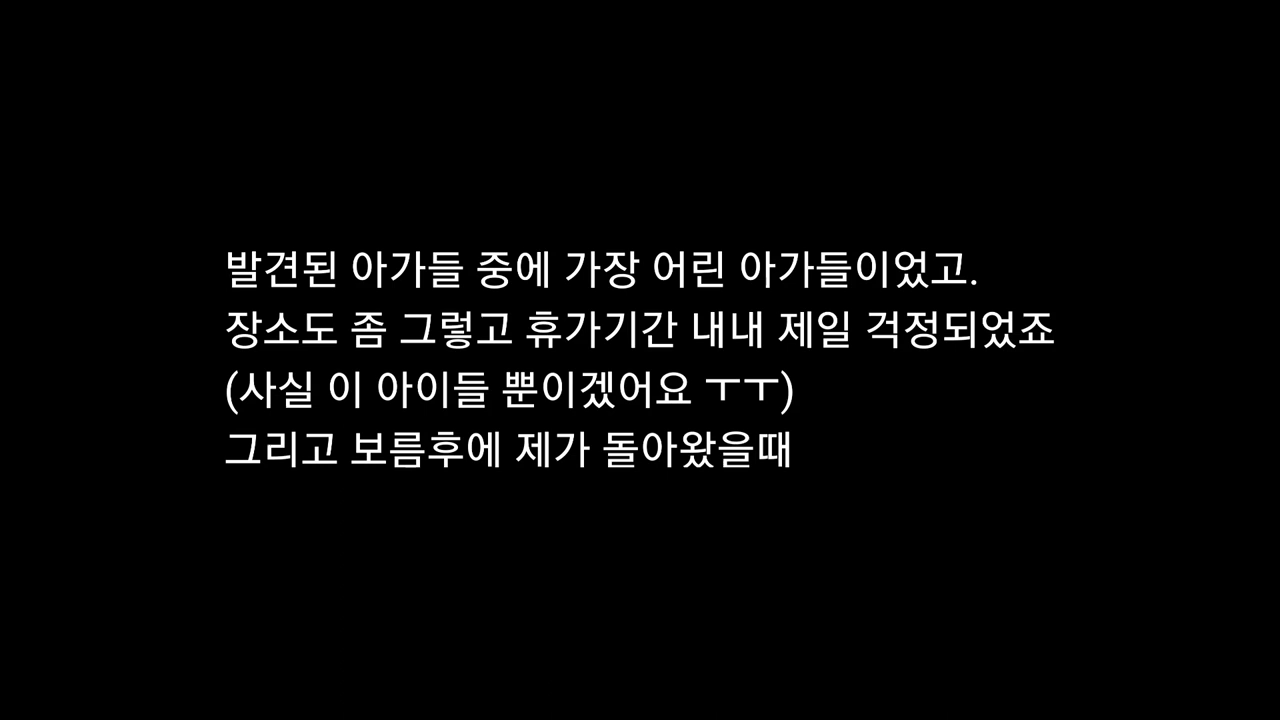 발견된 아가들 중에 가장 어린 아가들이었고.
장소도 좀 그렇고 휴가기간 내내 제일 걱정되었죠
(사실 이 아이들 뿐이겠어요 ㅜㅜ)
그리고 보름후에 제가 돌아왔을때